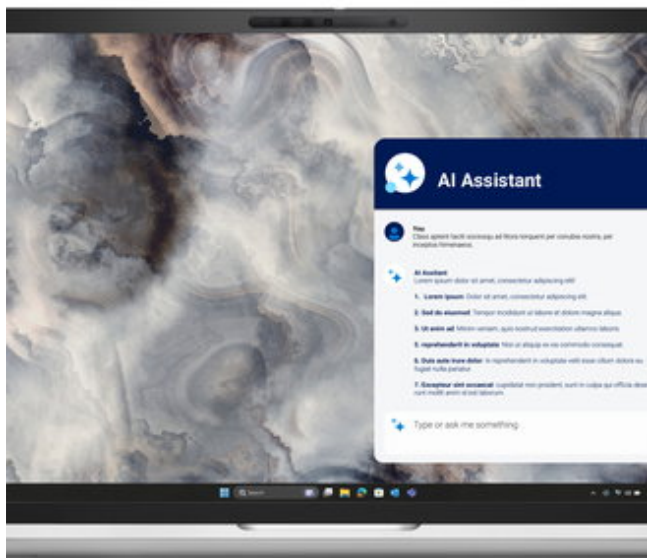 AI Assistant
You
Class aptent taciti sociosqu ad litora torquent per conubia nostra, per
inceptos himenaeos.
AI Assitant
Lorem ipsum dolor sit amet, consectetur adipiscing elit
1. Lorem ipsum: Dolor sit amet, consectetur adipiscing elit.
2. Sed do eiusmod: Tempor incididunt ut labore et dolore magna aliqua.
3. Ut enim ad: Minim veniam, quis nostrud exercitation ullamco laboris.
5. reprehenderit in voluptate: Nisi ut aliquip ex ea commodo consequat.
6. Duis aute irure dolor: in reprehenderit in voluptate velit esse cillum dolore eu
fugiat nulla pariatur.
7. Excepteur sint occaecat: cupidatat non proident, sunt in culpa qui officia dese
runt mollit anim id est laborum.
Type or ask me something
Search